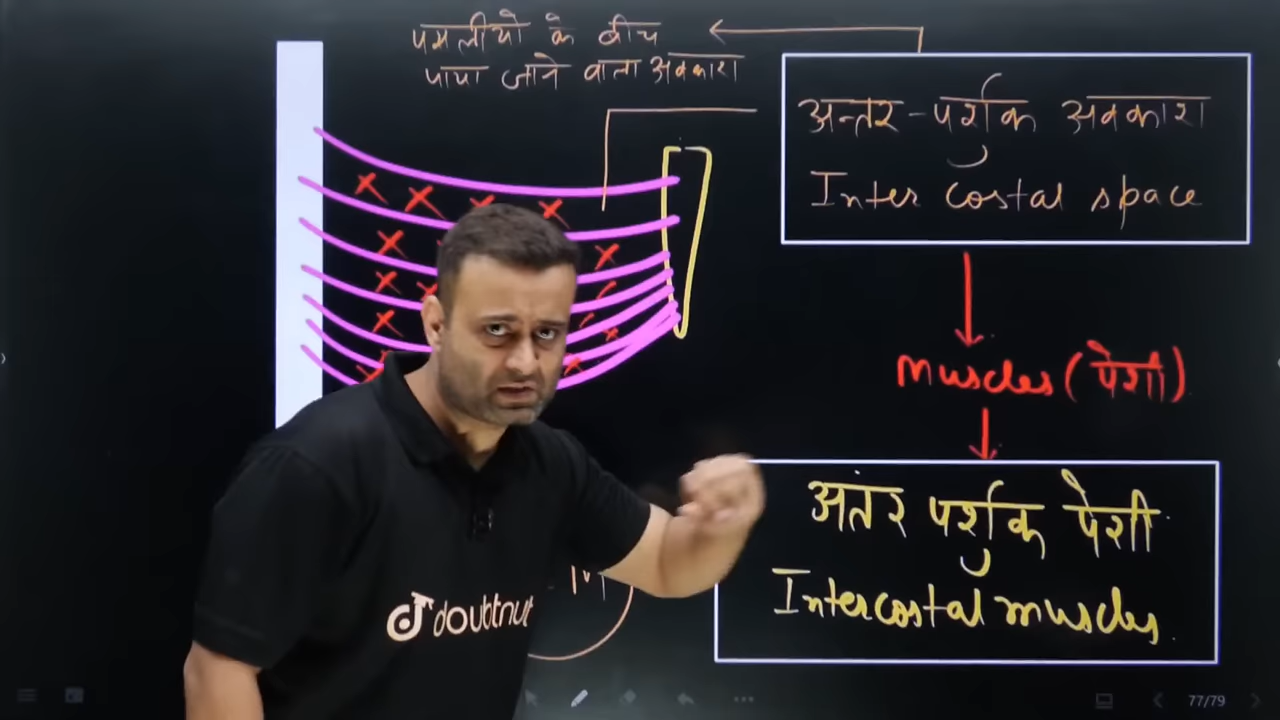 पसलीयो के बीच
पाया जाने वाला अवकाश
अन्तर-पर्शुक अवकाश
Inter costal space
Muscles (पेशी)
अंतर पर्शुक पेशी
Intercostal muscles
M
doubtnut
77/79